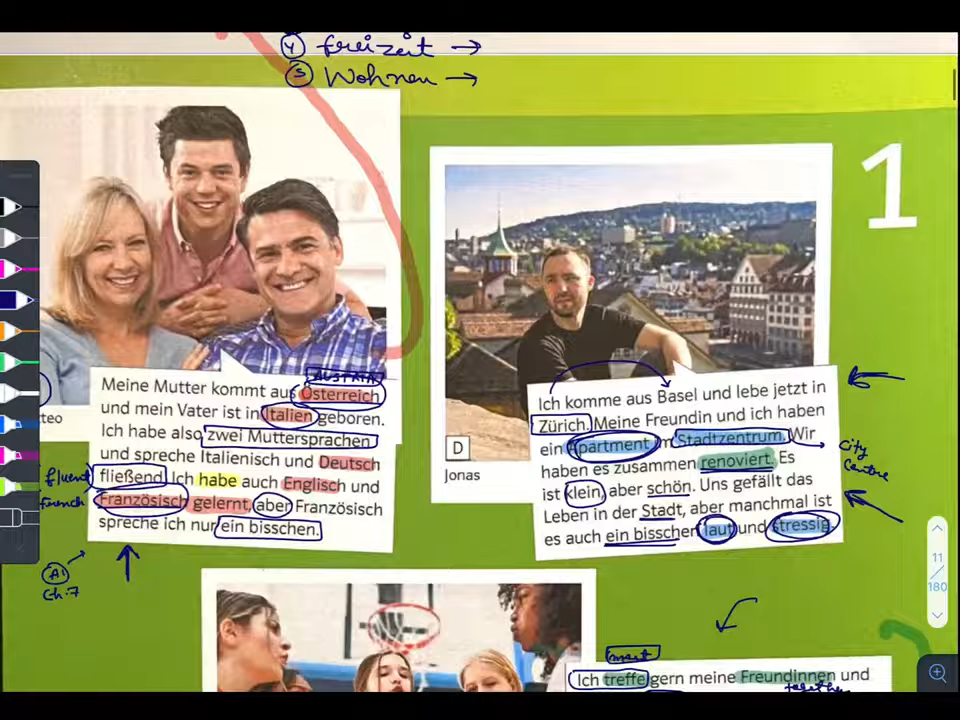 ④ freizeit →
⑤ Wohnen →
1
AUSTRIA
Meine Mutter kommt aus Österreich
und mein Vater ist in Italien geboren.
Ich habe also zwei Muttersprachen
und spreche Italienisch und Deutsch
fließend. Ich habe auch Englisch und
Französisch gelernt, aber Französisch
spreche ich nur ein bisschen.
teo
fluent
french
A1
Ch:7
D
Jonas
Ich komme aus Basel und lebe jetzt in
Zürich. Meine Freundin und ich haben
ein Apartment im Stadtzentrum. Wir
haben es zusammen renoviert. Es
ist klein, aber schön. Uns gefällt das
Leben in der Stadt, aber manchmal ist
es auch ein bisschen laut und stressig.
City
Centre
11
180
meet
Ich treffe gern meine Freundinnen und
together